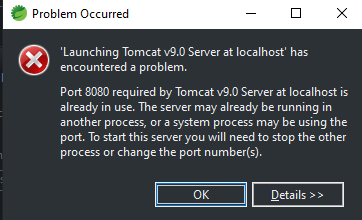 Problem Occurred
'Launching Tomcat v9.0 Server at localhost' has
encountered a problem.
Port 8080 required by Tomcat v9.0 Server at localhost is
already in use. The server may already be running in
another process, or a system process may be using the
port. To start this server you will need to stop the other
process or change the port number(s).
OK
Details >>